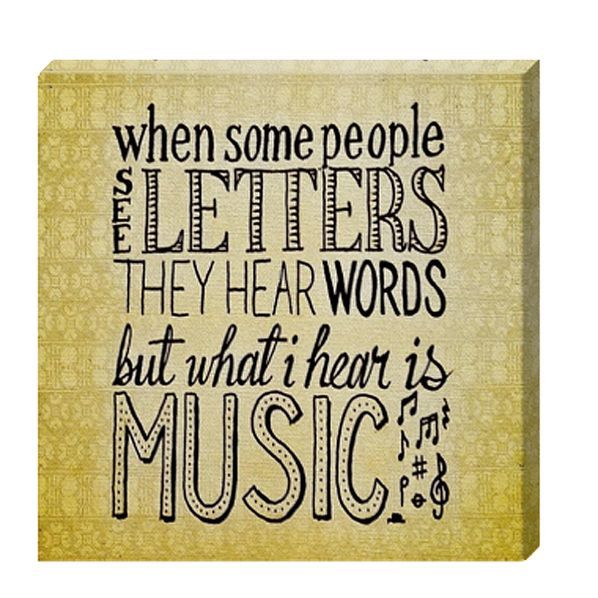 when some people
SEE LETTERS
THEY HEAR WORDS
but what i hear is
MUSIC